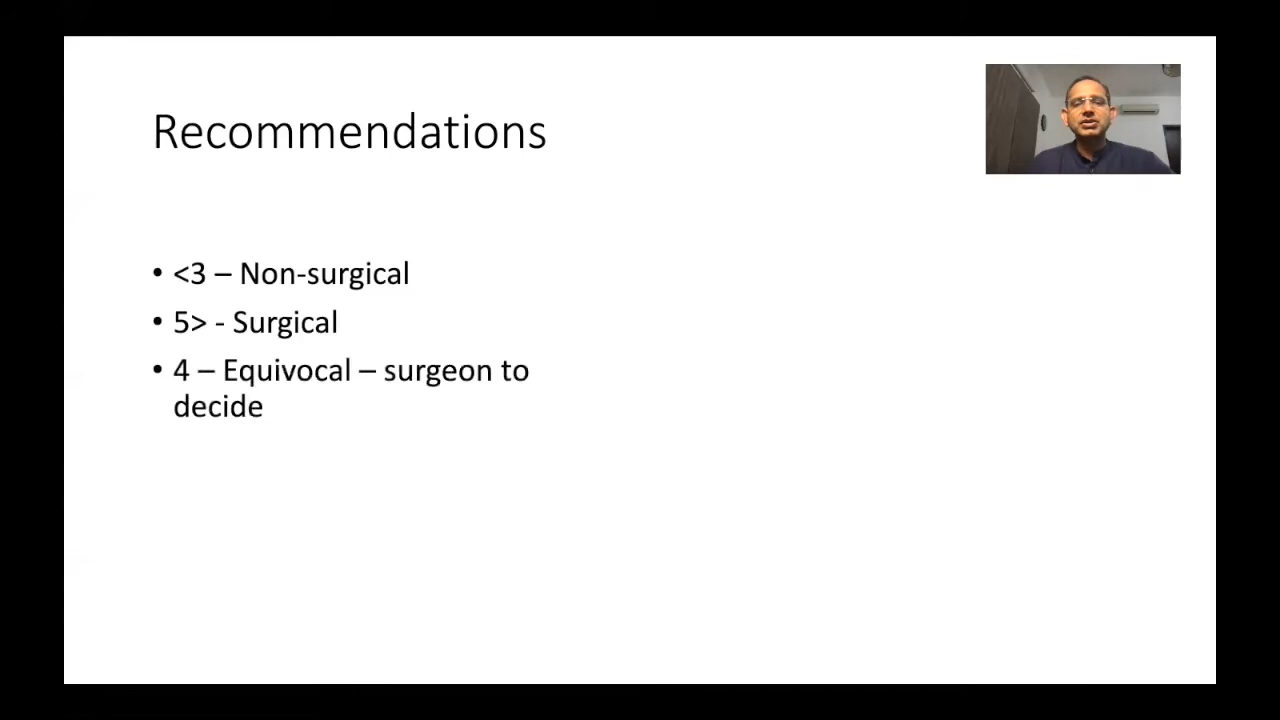 Recommendations
• <3 – Non-surgical
• 5> - Surgical
• 4 – Equivocal – surgeon to
decide